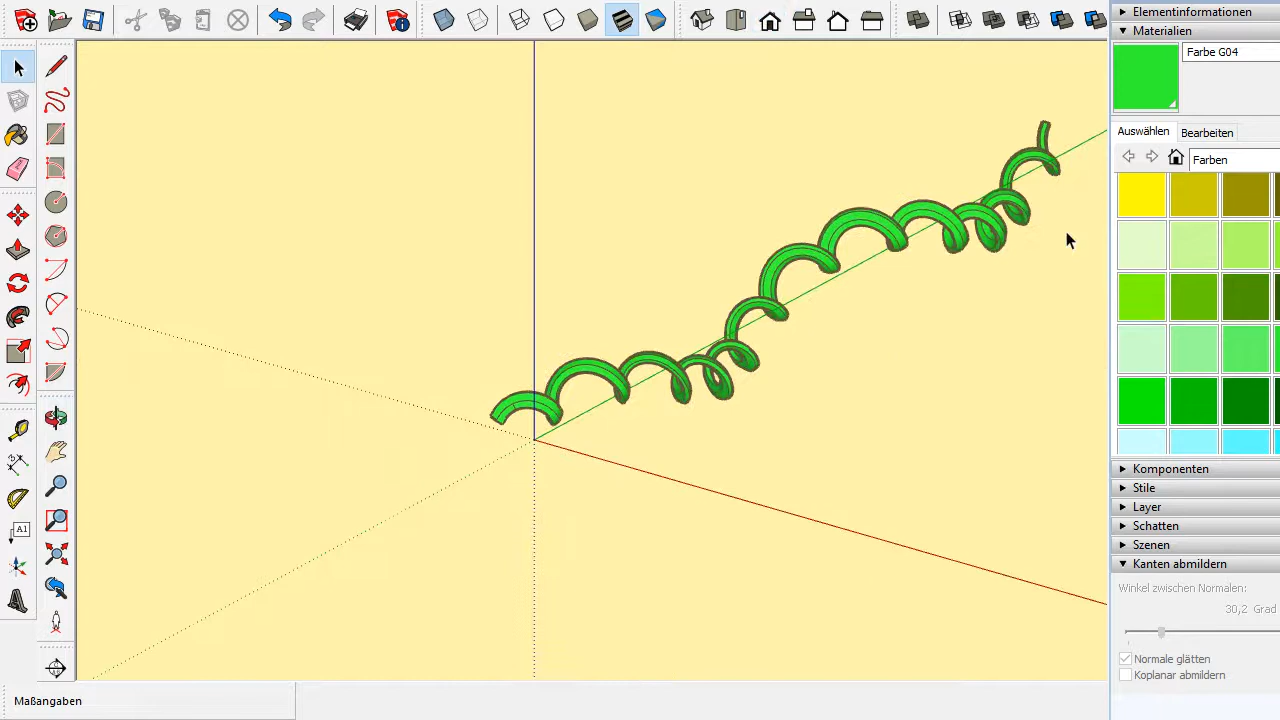 Elementinformationen
Materialien
Farbe G04
Auswählen
Bearbeiten
Farben
A1
Komponenten
Stile
Layer
Schatten
Szenen
Kanten abmildern
Winkel zwischen Normalen:
30,2 Grad
Normale glätten
Koplanar abmildern
Maßangaben